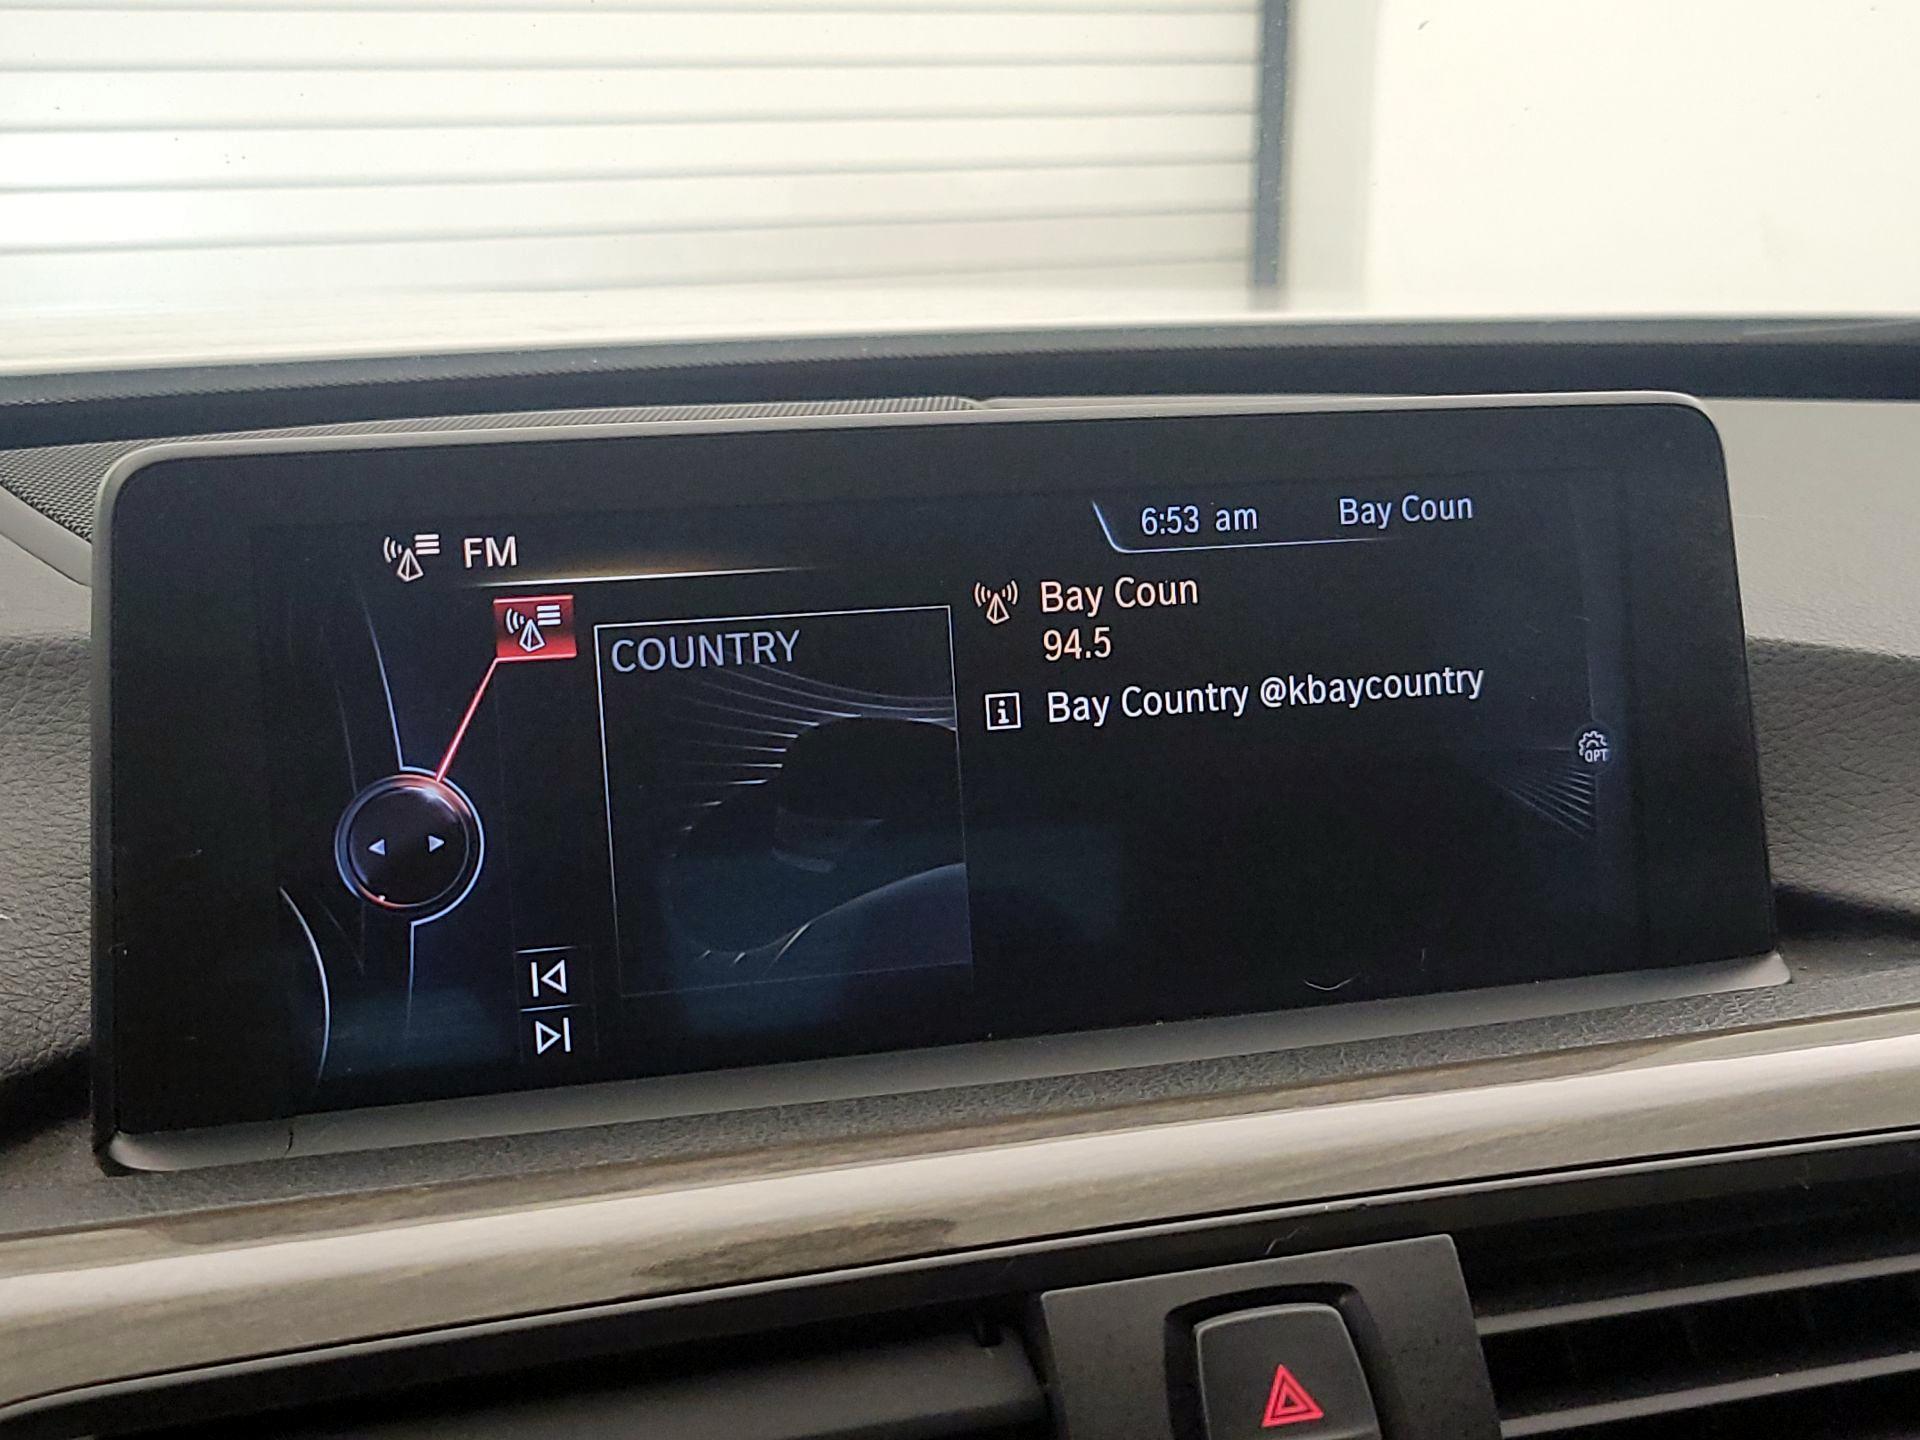 FM
6:53 am
Bay Coun
COUNTRY
Bay Coun
94.5
Bay Country @kbaycountry
OPT